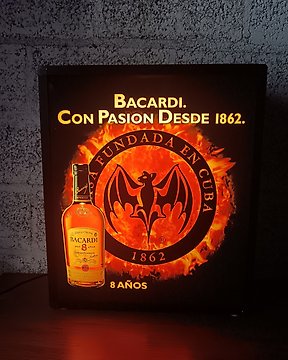 BACARDI.
CON PASION DESDE 1862.
FUNDADA EN CUBA
1862
BACARDI
8
8 AÑOS